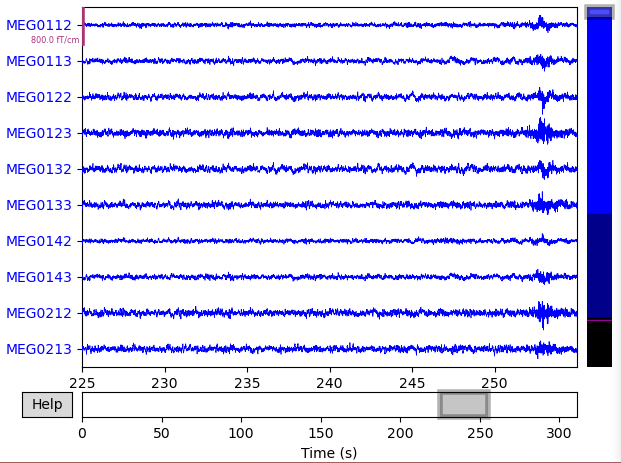 MEG0112
800.0 fT/cm
MEG0113
MEG0122
MEG0123
MEG0132
MEG0133
MEG0142
MEG0143
MEG0212
MEG0213
225 230 235 240 245 250
Help
0 50 100 150 200 250 300
Time (s)